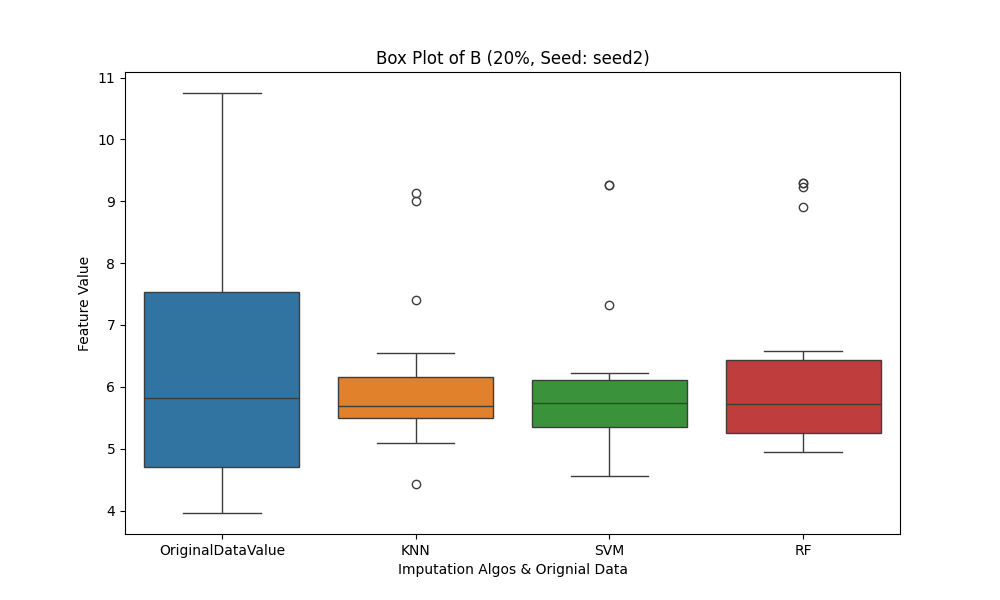 Box Plot of B (20%, Seed: seed2)
11
10
9
8
7
6
5
4
Feature Value
OriginalDataValue
KNN
SVM
RF
Imputation Algos & Orignial Data